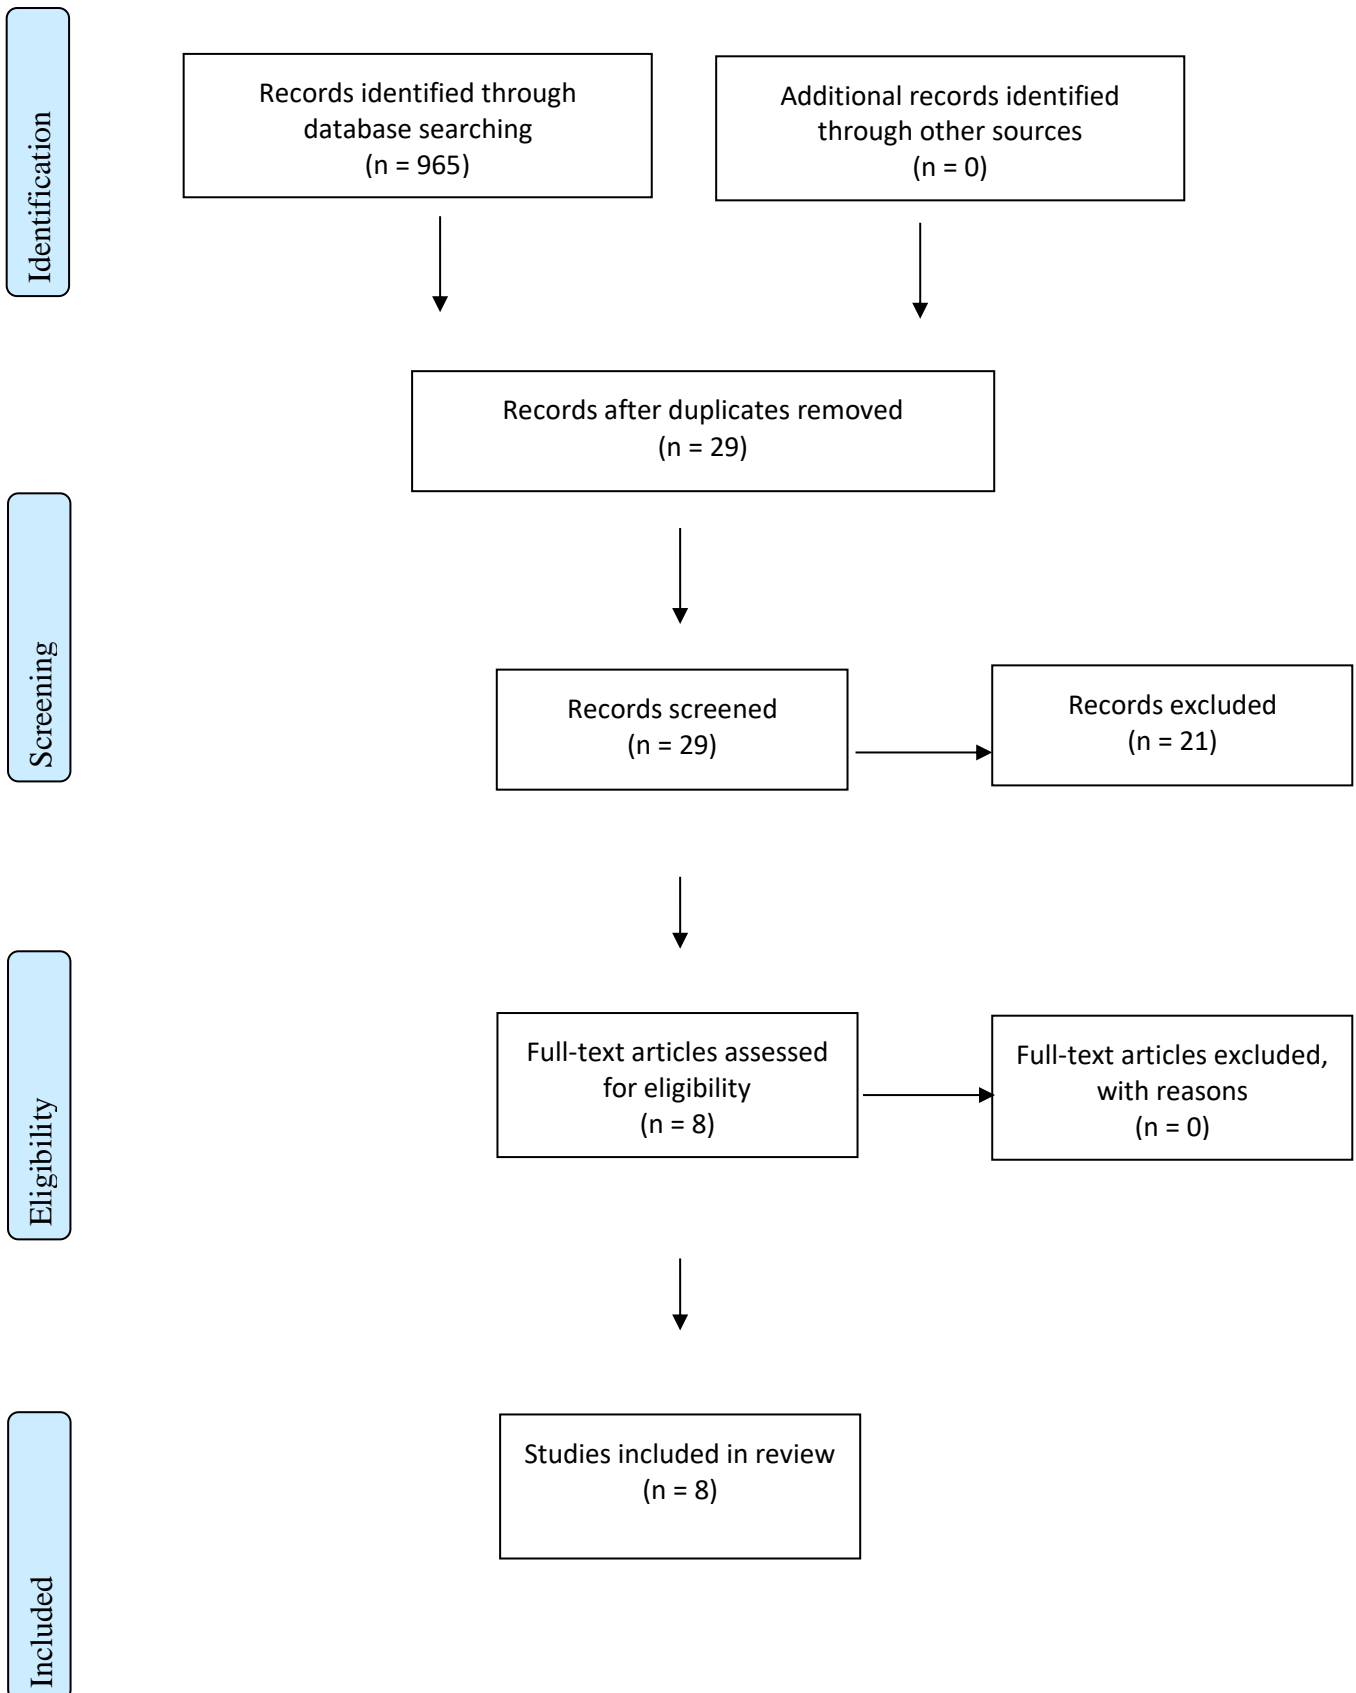 Identification
Records identified through
database searching
(n = 965)
Additional records identified
through other sources
(n = 0)
Records after duplicates removed
(n = 29)
Screening
Records screened
(n = 29)
Records excluded
(n = 21)
Eligibility
Full-text articles assessed
for eligibility
(n = 8)
Full-text articles excluded,
with reasons
(n = 0)
Included
Studies included in review
(n = 8)